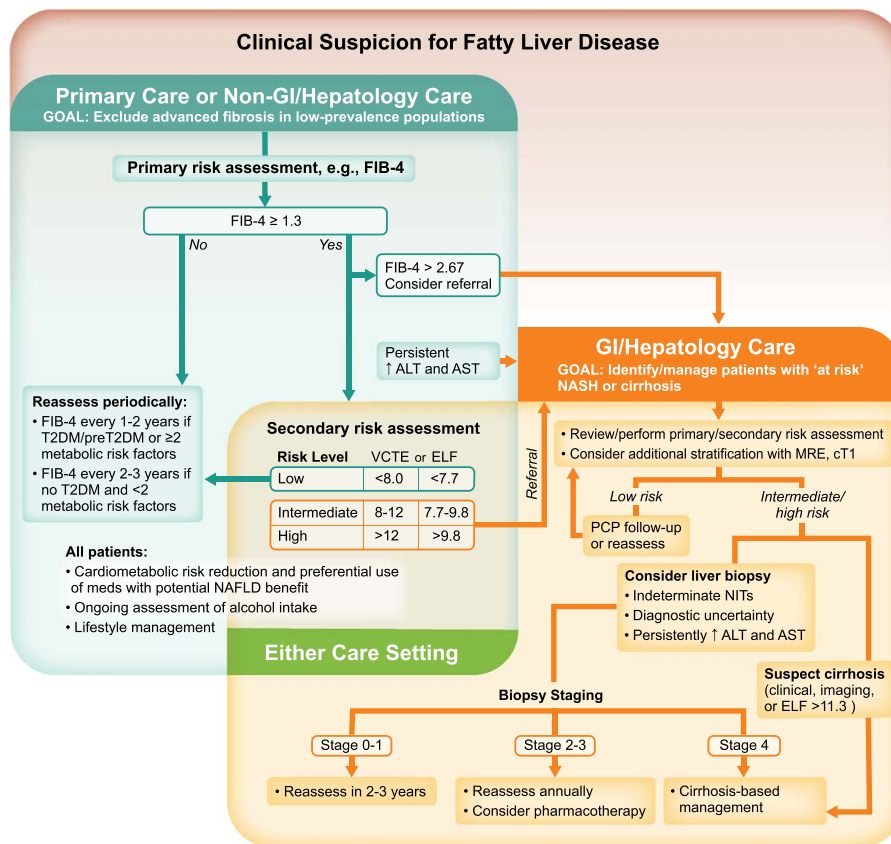 Clinical Suspicion for Fatty Liver Disease
Primary Care or Non-GI/Hepatology Care
GOAL: Exclude advanced fibrosis in low-prevalence populations
Primary risk assessment, e.g., FIB-4
FIB-4 ≥ 1.3
No
Yes
FIB-4 > 2.67
Consider referral
Persistent
↑ ALT and AST
GI/Hepatology Care
GOAL: Identify/manage patients with ‘at risk’
NASH or cirrhosis
Reassess periodically:
• FIB-4 every 1-2 years if
T2DM/preT2DM or ≥2
metabolic risk factors
• FIB-4 every 2-3 years if
no T2DM and <2
metabolic risk factors
Secondary risk assessment
Risk Level VCTE or ELF
Low <8.0 <7.7
Intermediate 8-12 7.7-9.8
High >12 >9.8
Referral
• Review/perform primary/secondary risk assessment
• Consider additional stratification with MRE, cT1
Low risk
Intermediate/
high risk
PCP follow-up
or reassess
All patients:
• Cardiometabolic risk reduction and preferential use
of meds with potential NAFLD benefit
• Ongoing assessment of alcohol intake
• Lifestyle management
Either Care Setting
Consider liver biopsy
• Indeterminate NITs
• Diagnostic uncertainty
• Persistently ↑ ALT and AST
Suspect cirrhosis
(clinical, imaging,
or ELF >11.3 )
Biopsy Staging
Stage 0-1
Stage 2-3
Stage 4
• Reassess in 2-3 years
• Reassess annually
• Consider pharmacotherapy
• Cirrhosis-based
management